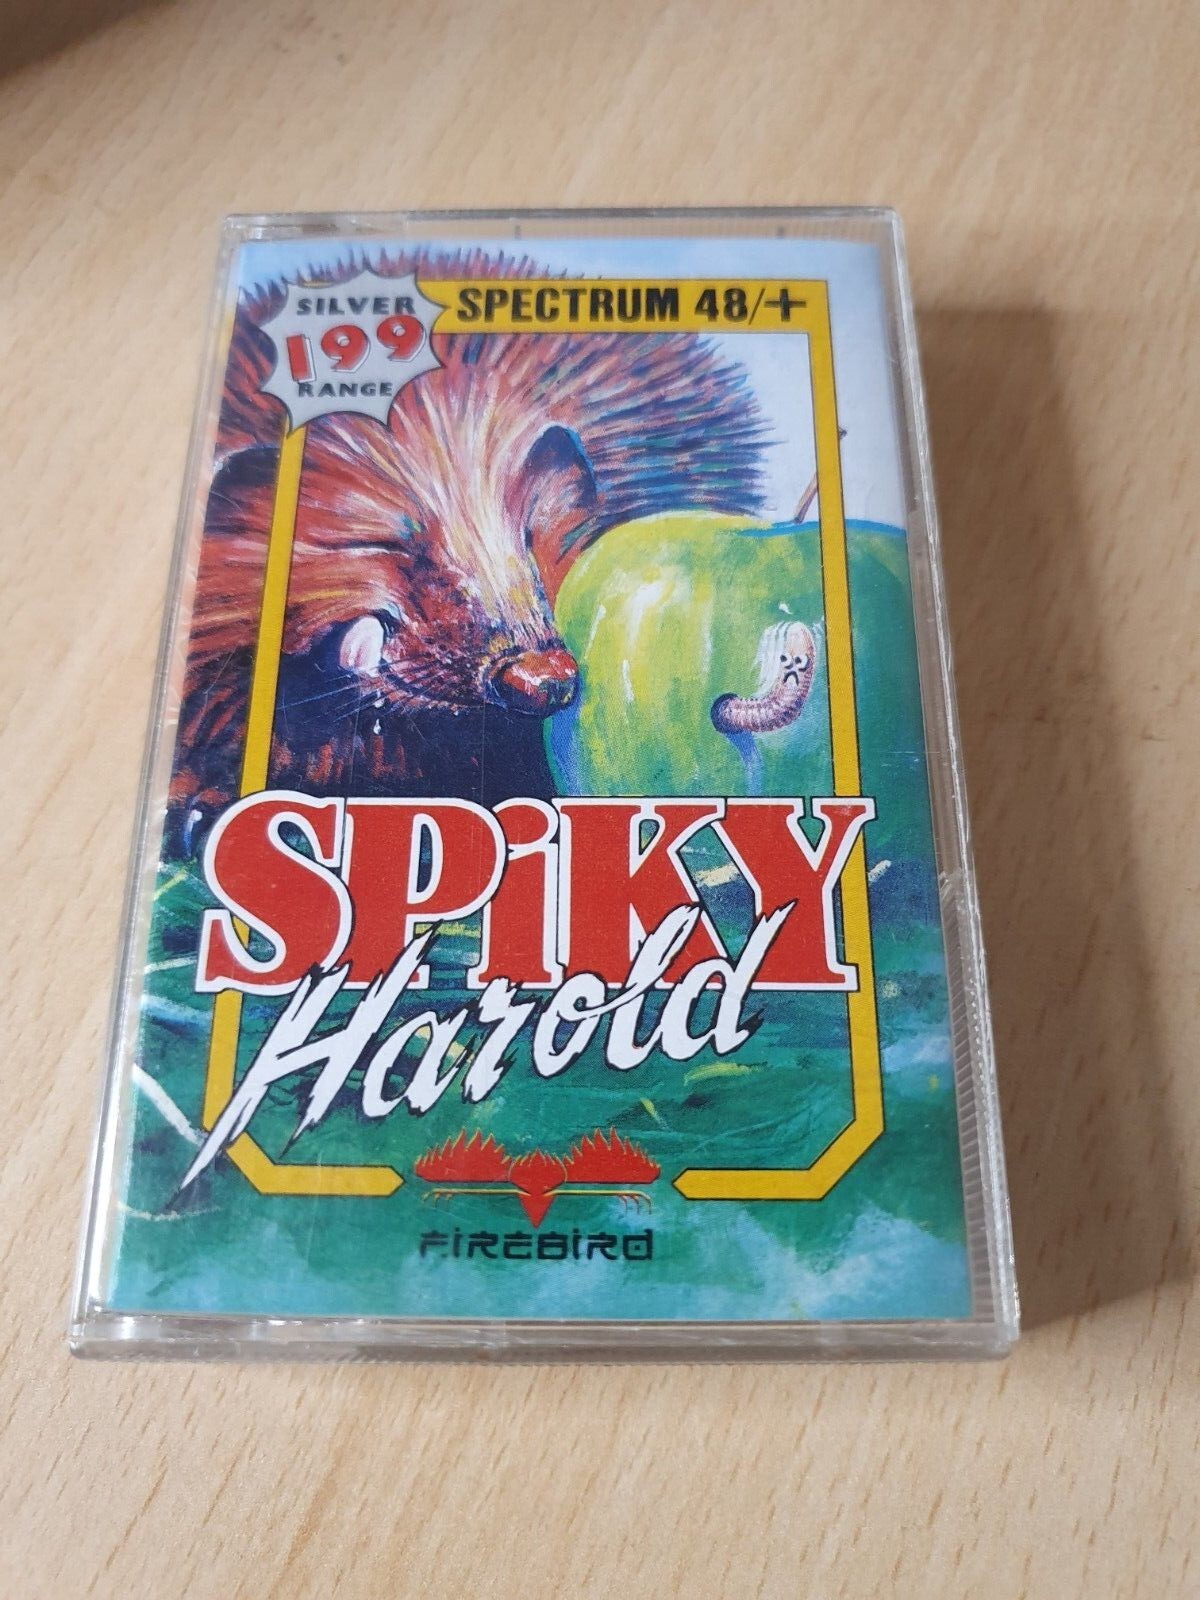 SILVER
199
RANGE
SPECTRUM 48/+
SPiKY
Harold
FIREBIRD